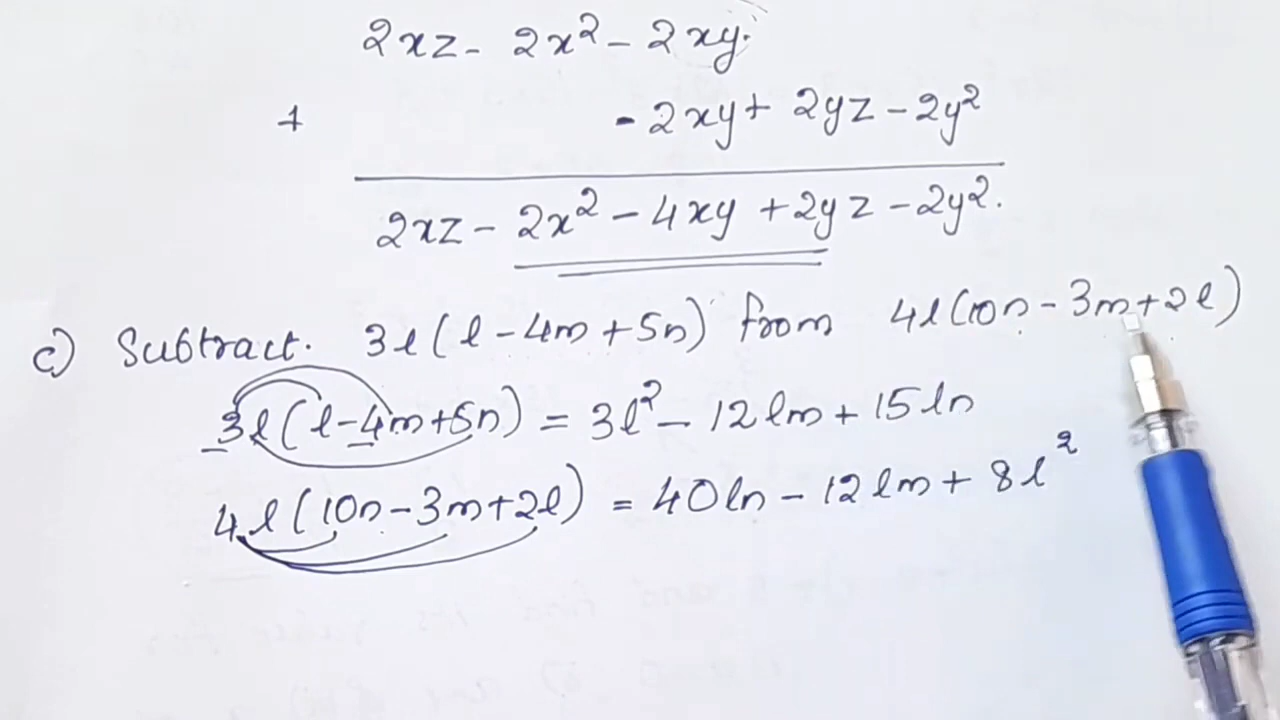 2xz - 2x² - 2xy.
+ - 2xy + 2yz - 2y²
2xz - 2x² - 4xy + 2yz - 2y².
c) Subtract. 3l(l - 4m + 5n) from 4l(10n - 3m + 2l)
3l(l - 4m + 5n) = 3l² - 12lm + 15ln
4l(10n - 3m + 2l) = 40ln - 12lm + 8l²